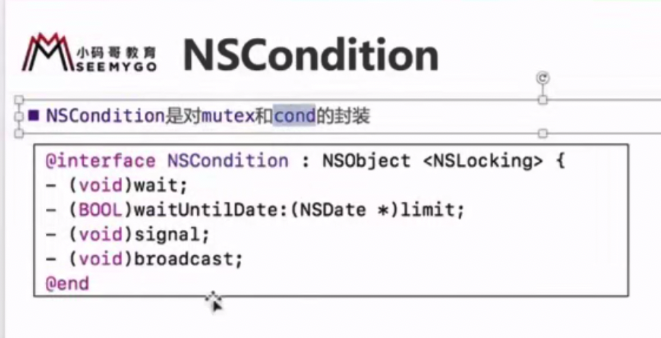 小码哥教育
SEEMYGO
NSCondition
NSCondition是对mutex和cond的封装
@interface NSCondition : NSObject <NSLocking> {
- (void)wait;
- (BOOL)waitUntilDate:(NSDate *)limit;
- (void)signal;
- (void)broadcast;
@end